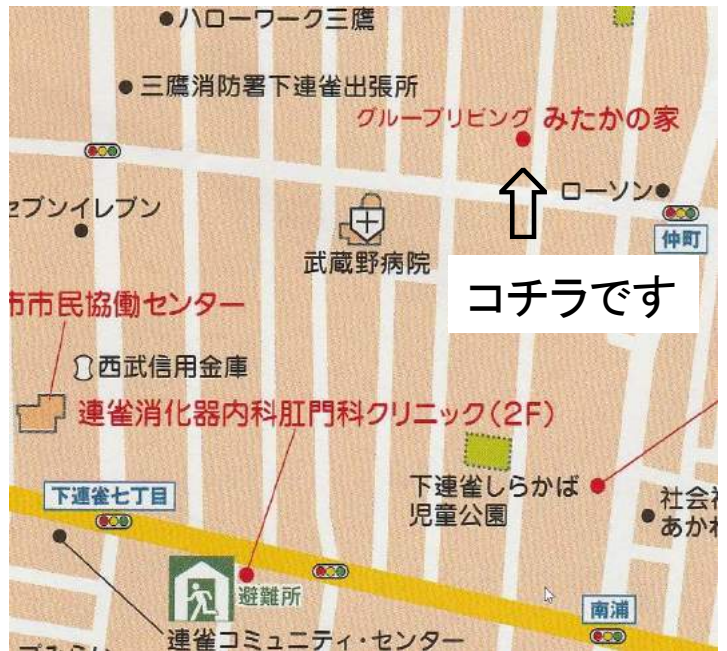 ハローワーク三鷹
三鷹消防署下連雀出張所
グループリビング みたかの家
ローソン
セブンイレブン
武蔵野病院
仲町
コチラです
市市民協働センター
西武信用金庫
連雀消化器内科肛門科クリニック(2F)
下連雀しらかば
児童公園
下連雀七丁目
社会
あかね
避難所
南浦
連雀コミュニティ・センター